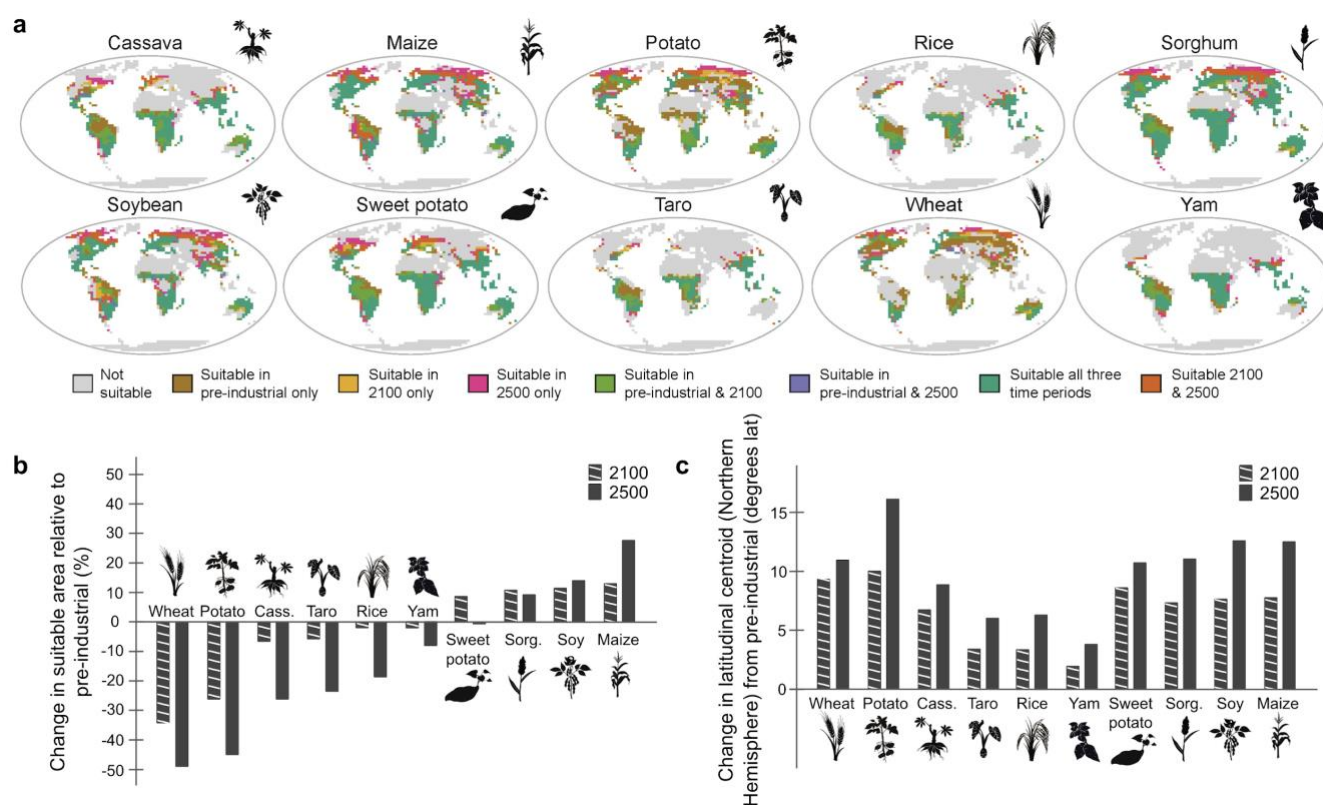 a
Cassava
Maize
Potato
Rice
Sorghum
Soybean
Sweet potato
Taro
Wheat
Yam
Not
suitable
Suitable in
pre-industrial only
Suitable in
2100 only
Suitable in
2500 only
Suitable in
pre-industrial & 2100
Suitable in
pre-industrial & 2500
Suitable all three
time periods
Suitable 2100
& 2500
b
Change in suitable area relative to
pre-industrial (%)
50
40
30
20
10
0
-10
-20
-30
-40
-50
2100
2500
Wheat
Potato
Cass.
Taro
Rice
Yam
Sweet
potato
Sorg.
Soy
Maize
c
Change in latitudinal centroid (Northern
Hemisphere) from pre-industrial (degrees lat)
15
10
5
0
2100
2500
Wheat
Potato
Cass.
Taro
Rice
Yam
Sweet
potato
Sorg.
Soy
Maize